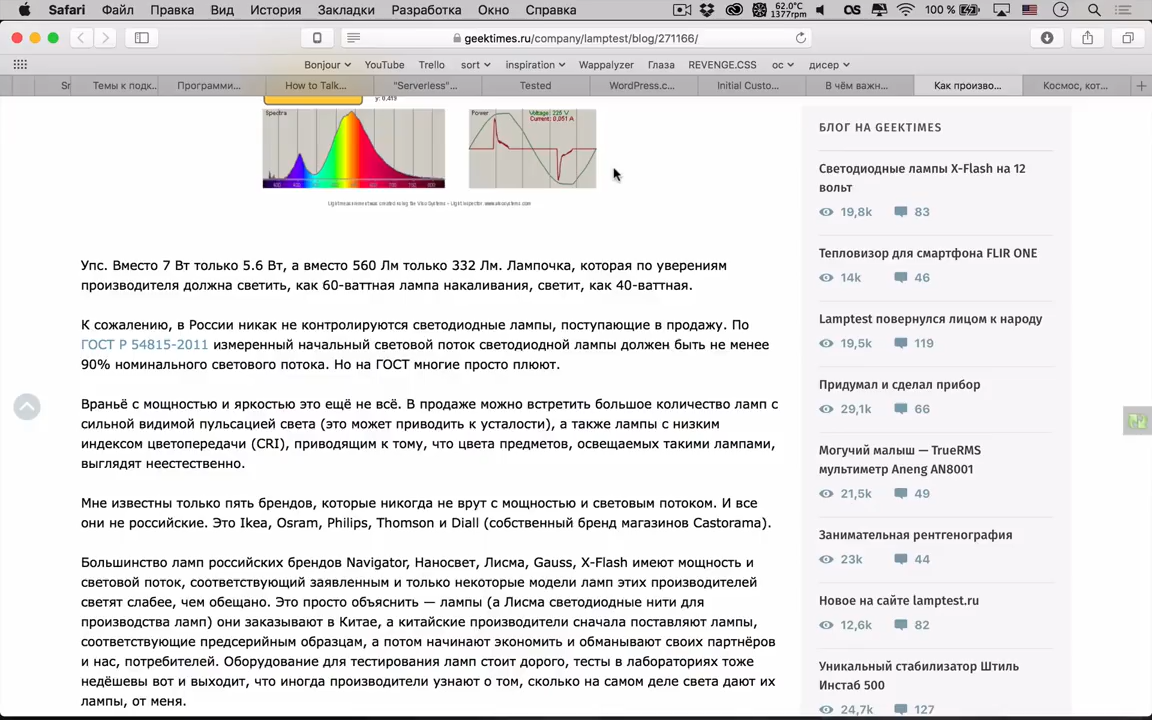 Safari Файл Правка Вид История Закладки Разработка Окно Справка
62.0°C 1377rpm 100 %
geektimes.ru/company/lamptest/blog/271166/
Bonjour YouTube Trello sort inspiration Wappalyzer Глаза REVENGE.CSS ос дисер
Sr Темы к подк.. Программи... How to Talk... "Serverless"... Tested WordPress.c... Initial Custo... В чём важн... Как произво... Космос, кот...
y: 0.419
Spectra
Power
Voltage: 225 V
Current: 0.051 A
Упс. Вместо 7 Вт только 5.6 Вт, а вместо 560 Лм только 332 Лм. Лампочка, которая по уверениям
производителя должна светить, как 60-ваттная лампа накаливания, светит, как 40-ваттная.
К сожалению, в России никак не контролируются светодиодные лампы, поступающие в продажу. По
ГОСТ Р 54815-2011 измеренный начальный световой поток светодиодной лампы должен быть не менее
90% номинального светового потока. Но на ГОСТ многие просто плюют.
Враньё с мощностью и яркостью это ещё не всё. В продаже можно встретить большое количество ламп с
сильной видимой пульсацией света (это может приводить к усталости), а также лампы с низким
индексом цветопередачи (CRI), приводящим к тому, что цвета предметов, освещаемых такими лампами,
выглядят неестественно.
Мне известны только пять брендов, которые никогда не врут с мощностью и световым потоком. И все
они не российские. Это Ikea, Osram, Philips, Thomson и Diall (собственный бренд магазинов Castorama).
Большинство ламп российских брендов Navigator, Наносвет, Лисма, Gauss, X-Flash имеют мощность и
световой поток, соответствующий заявленным и только некоторые модели ламп этих производителей
светят слабее, чем обещано. Это просто объяснить — лампы (а Лисма светодиодные нити для
производства ламп) они заказывают в Китае, а китайские производители сначала поставляют лампы,
соответствующие предсерийным образцам, а потом начинают экономить и обманывают своих партнёров
и нас, потребителей. Оборудование для тестирования ламп стоит дорого, тесты в лабораториях тоже
недёшевы вот и выходит, что иногда производители узнают о том, сколько на самом деле света дают их
лампы, от меня.
БЛОГ НА GEEKTIMES
Светодиодные лампы X-Flash на 12
вольт
19,8k 83
Тепловизор для смартфона FLIR ONE
14k 46
Lamptest повернулся лицом к народу
19,5k 119
Придумал и сделал прибор
29,1k 66
Могучий малыш — TrueRMS
мультиметр Aneng AN8001
21,5k 49
Занимательная рентгенография
23k 44
Новое на сайте lamptest.ru
12,6k 82
Уникальный стабилизатор Штиль
Инстаб 500
24,7k 127